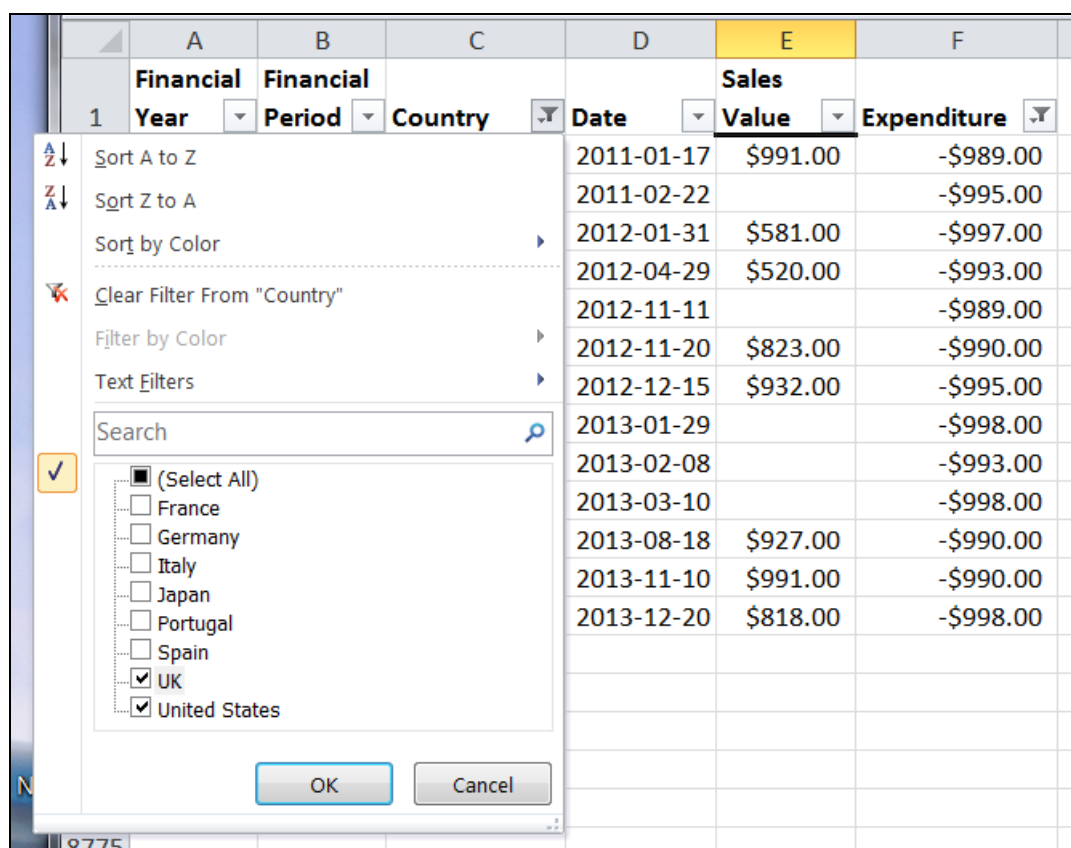 A B C D E F
Financial Financial Sales
1 Year Period Country Date Value Expenditure
Sort A to Z
Sort Z to A
Sort by Color
Clear Filter From "Country"
Filter by Color
Text Filters
Search
(Select All)
France
Germany
Italy
Japan
Portugal
Spain
UK
United States
OK Cancel
2011-01-17 $991.00 -$989.00
2011-02-22 -$995.00
2012-01-31 $581.00 -$997.00
2012-04-29 $520.00 -$993.00
2012-11-11 -$989.00
2012-11-20 $823.00 -$990.00
2012-12-15 $932.00 -$995.00
2013-01-29 -$998.00
2013-02-08 -$993.00
2013-03-10 -$998.00
2013-08-18 $927.00 -$990.00
2013-11-10 $991.00 -$990.00
2013-12-20 $818.00 -$998.00
N
8775